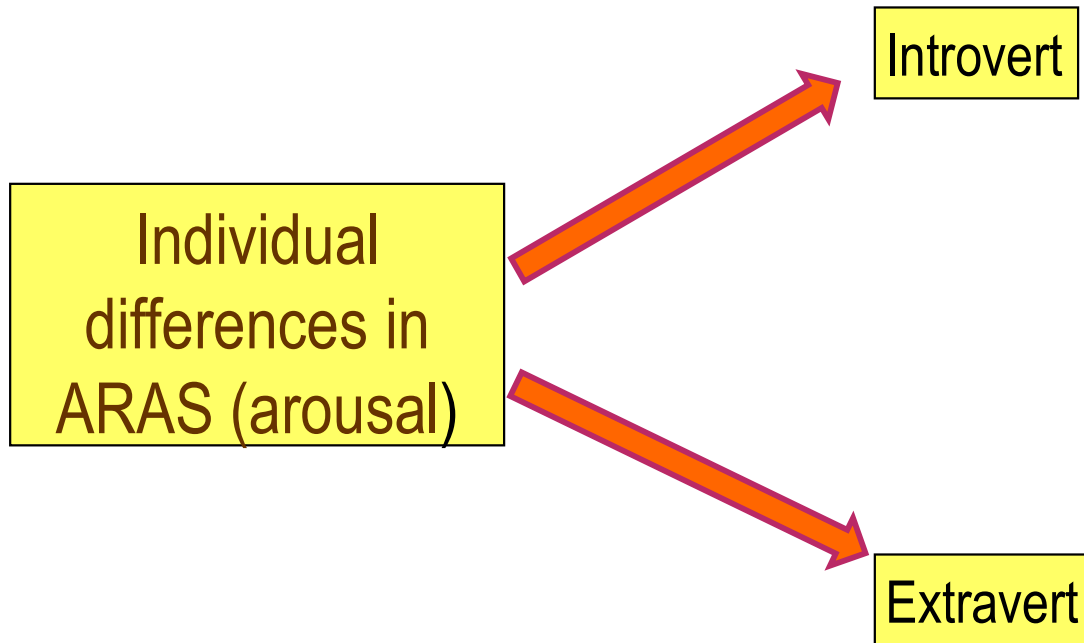 Introvert
Individual
differences in
ARAS (arousal)
Extravert